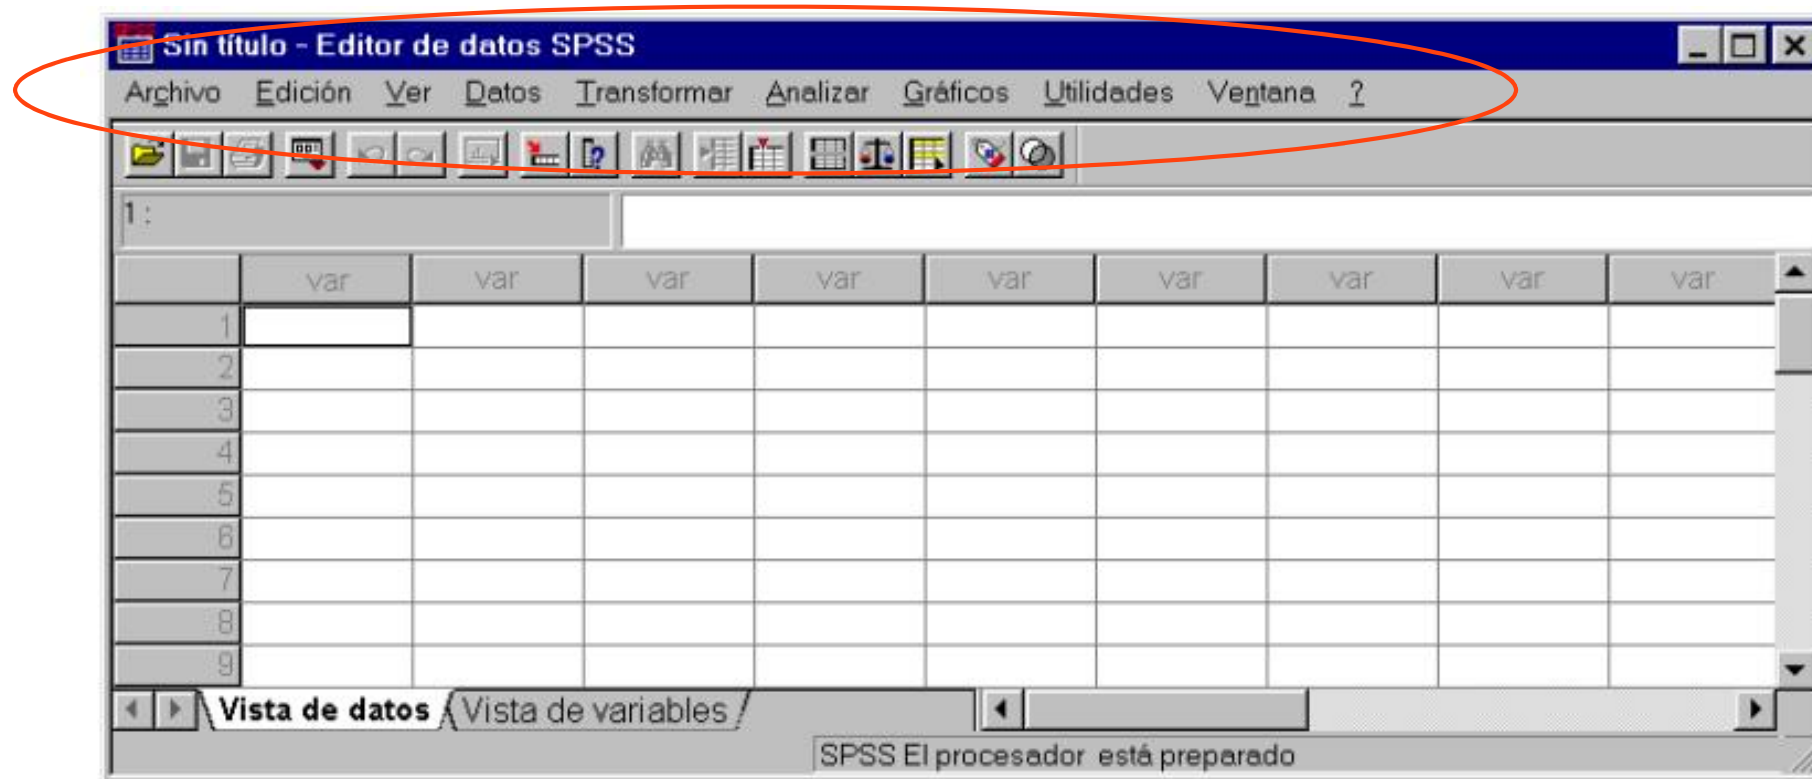 Sin título - Editor de datos SPSS
Archivo Edición Ver Datos Transformar Analizar Gráficos Utilidades Ventana ?
1 :
var var var var var var var var var
1
2
3
4
5
6
7
8
9
Vista de datos Vista de variables
SPSS El procesador está preparado